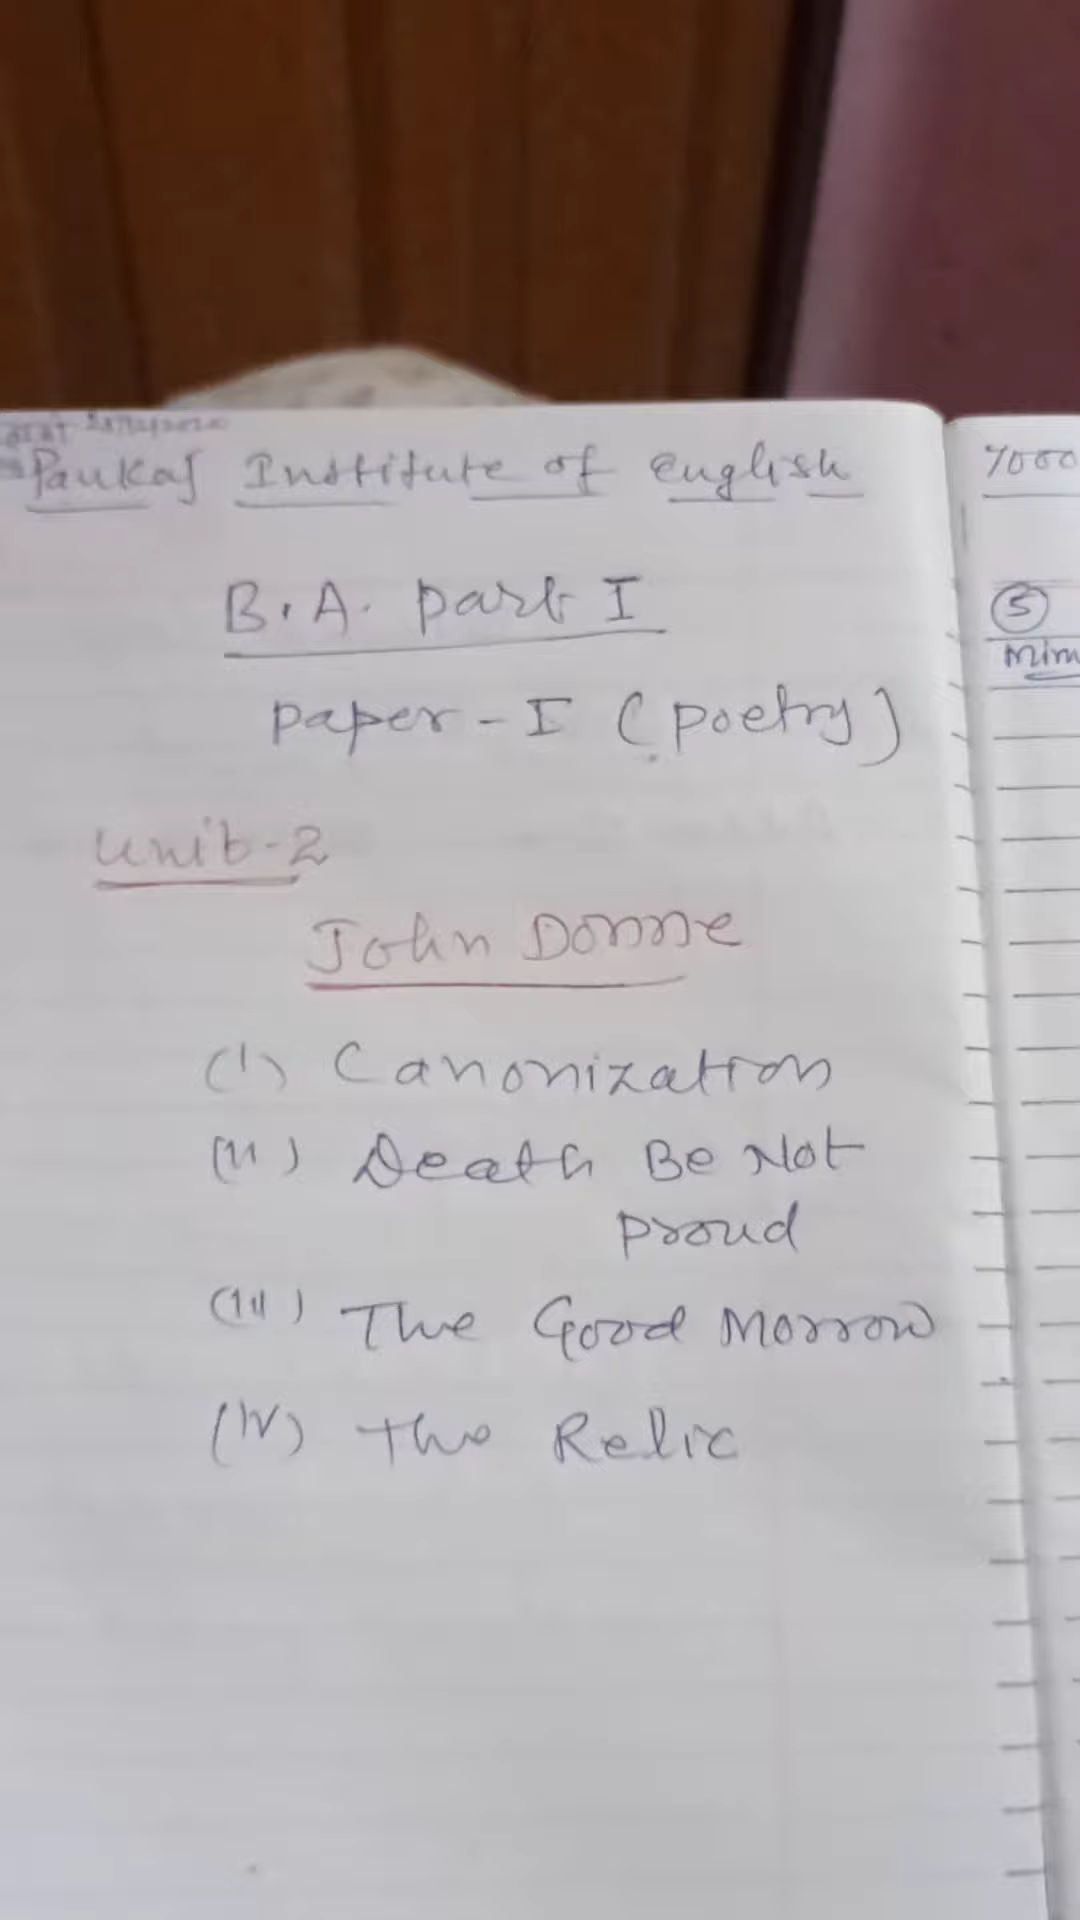 Pankaj Institute of English
B.A. Part I
Paper-I (Poetry)
Unit-2
John Donne
(I) Canonization
(II) Death Be Not
Proud
(III) The Good Morrow
(IV) The Relic
5